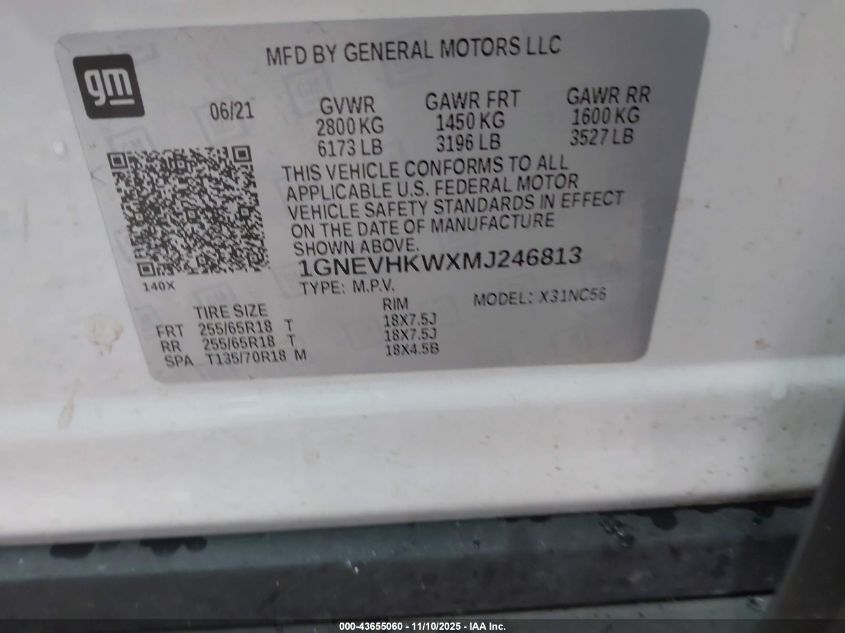 MFD BY GENERAL MOTORS LLC
gm
06/21
GVWR GAWR FRT GAWR RR
2800 KG 1450 KG 1600 KG
6173 LB 3196 LB 3527 LB
THIS VEHICLE CONFORMS TO ALL
APPLICABLE U.S. FEDERAL MOTOR
VEHICLE SAFETY STANDARDS IN EFFECT
ON THE DATE OF MANUFACTURE
SHOWN ABOVE.
140X
1GNEVHKWXMJ246813
TYPE: M.P.V. MODEL: X31NC56
TIRE SIZE RIM
FRT 255/65R18 T 18X7.5J
RR 255/65R18 T 18X7.5J
SPA T135/70R18 M 18X4.5B
000-43655060 - 11/10/2025 - IAA Inc.